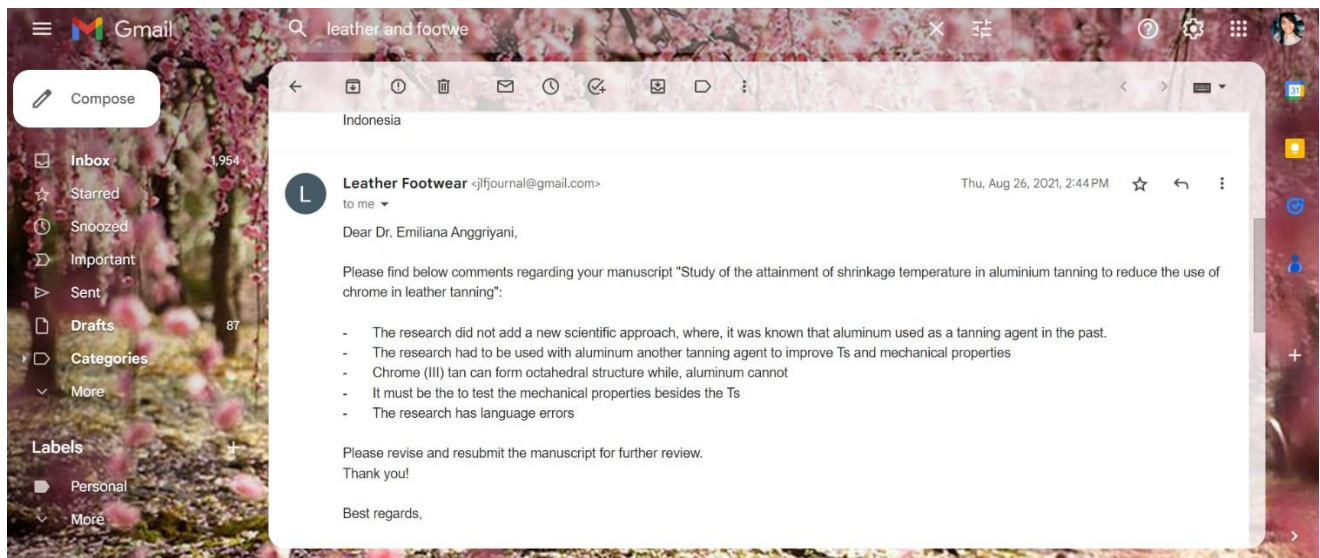 Gmail
leather and footwe
Compose
Inbox 1,954
Starred
Snoozed
Important
Sent
Drafts 87
Categories
More
Labels
Personal
More
Indonesia
L
Leather Footwear <jlfjournal@gmail.com>
Thu, Aug 26, 2021, 2:44 PM
to me
Dear Dr. Emiliana Anggriyani,
Please find below comments regarding your manuscript "Study of the attainment of shrinkage temperature in aluminium tanning to reduce the use of
chrome in leather tanning":
- The research did not add a new scientific approach, where, it was known that aluminum used as a tanning agent in the past.
- The research had to be used with aluminum another tanning agent to improve Ts and mechanical properties
- Chrome (III) tan can form octahedral structure while, aluminum cannot
- It must be the to test the mechanical properties besides the Ts
- The research has language errors
Please revise and resubmit the manuscript for further review.
Thank you!
Best regards,
31